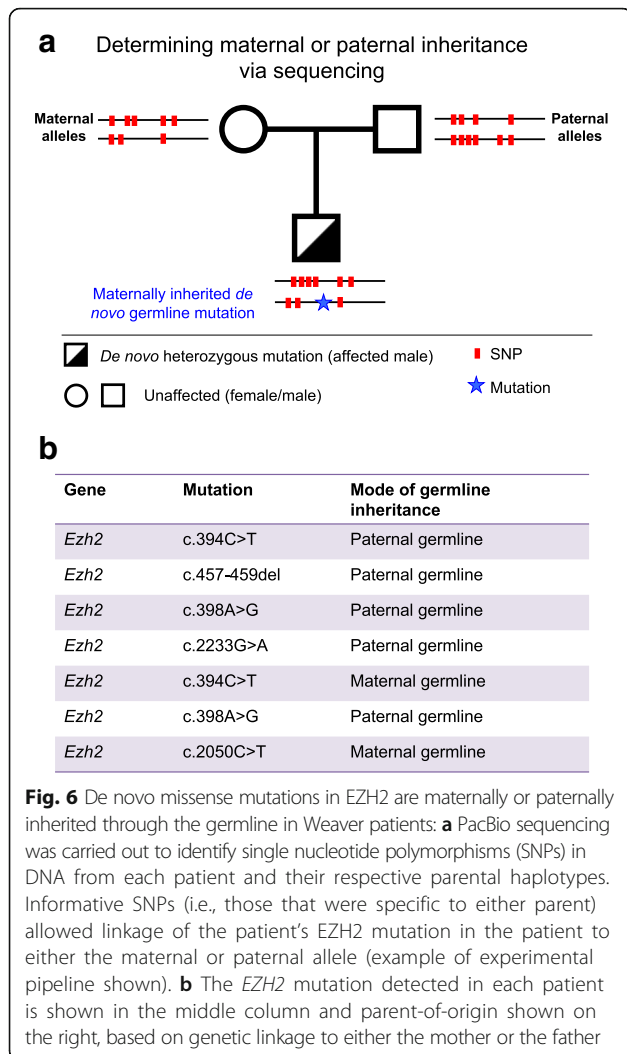 a Determining maternal or paternal inheritance
via sequencing
Maternal
alleles
Paternal
alleles
Maternally inherited de
novo germline mutation
De novo heterozygous mutation (affected male)
SNP
Unaffected (female/male)
Mutation
b
Gene Mutation Mode of germline
inheritance
Ezh2 c.394C>T Paternal germline
Ezh2 c.457-459del Paternal germline
Ezh2 c.398A>G Paternal germline
Ezh2 c.2233G>A Paternal germline
Ezh2 c.394C>T Maternal germline
Ezh2 c.398A>G Paternal germline
Ezh2 c.2050C>T Maternal germline
Fig. 6 De novo missense mutations in EZH2 are maternally or paternally
inherited through the germline in Weaver patients: a PacBio sequencing
was carried out to identify single nucleotide polymorphisms (SNPs) in
DNA from each patient and their respective parental haplotypes.
Informative SNPs (i.e., those that were specific to either parent)
allowed linkage of the patient's EZH2 mutation in the patient to
either the maternal or paternal allele (example of experimental
pipeline shown). b The EZH2 mutation detected in each patient
is shown in the middle column and parent-of-origin shown on
the right, based on genetic linkage to either the mother or the father